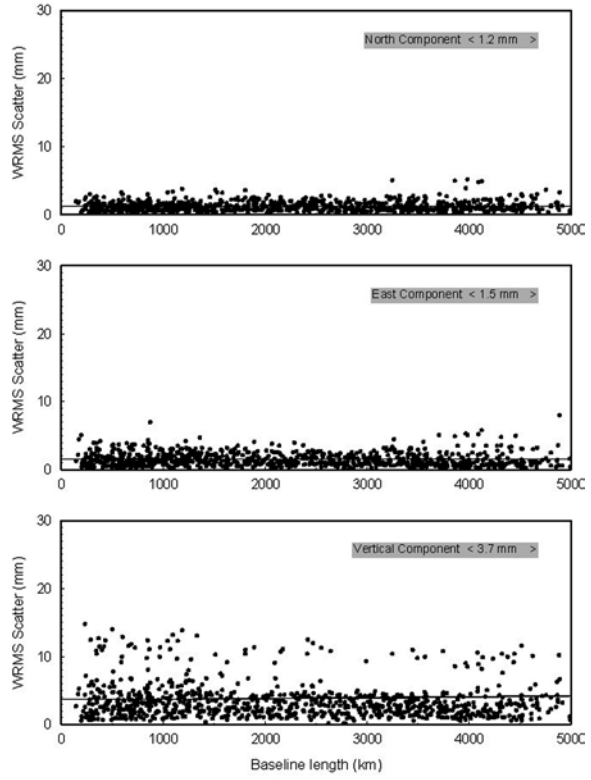 30
North Component < 1.2 mm >
20
WRMS Scatter (mm)
10
0
0 1000 2000 3000 4000 5000
30
East Component < 1.5 mm >
20
WRMS Scatter (mm)
10
0
0 1000 2000 3000 4000 5000
30
Vertical Component < 3.7 mm >
20
WRMS Scatter (mm)
10
0
0 1000 2000 3000 4000 5000
Baseline length (km)